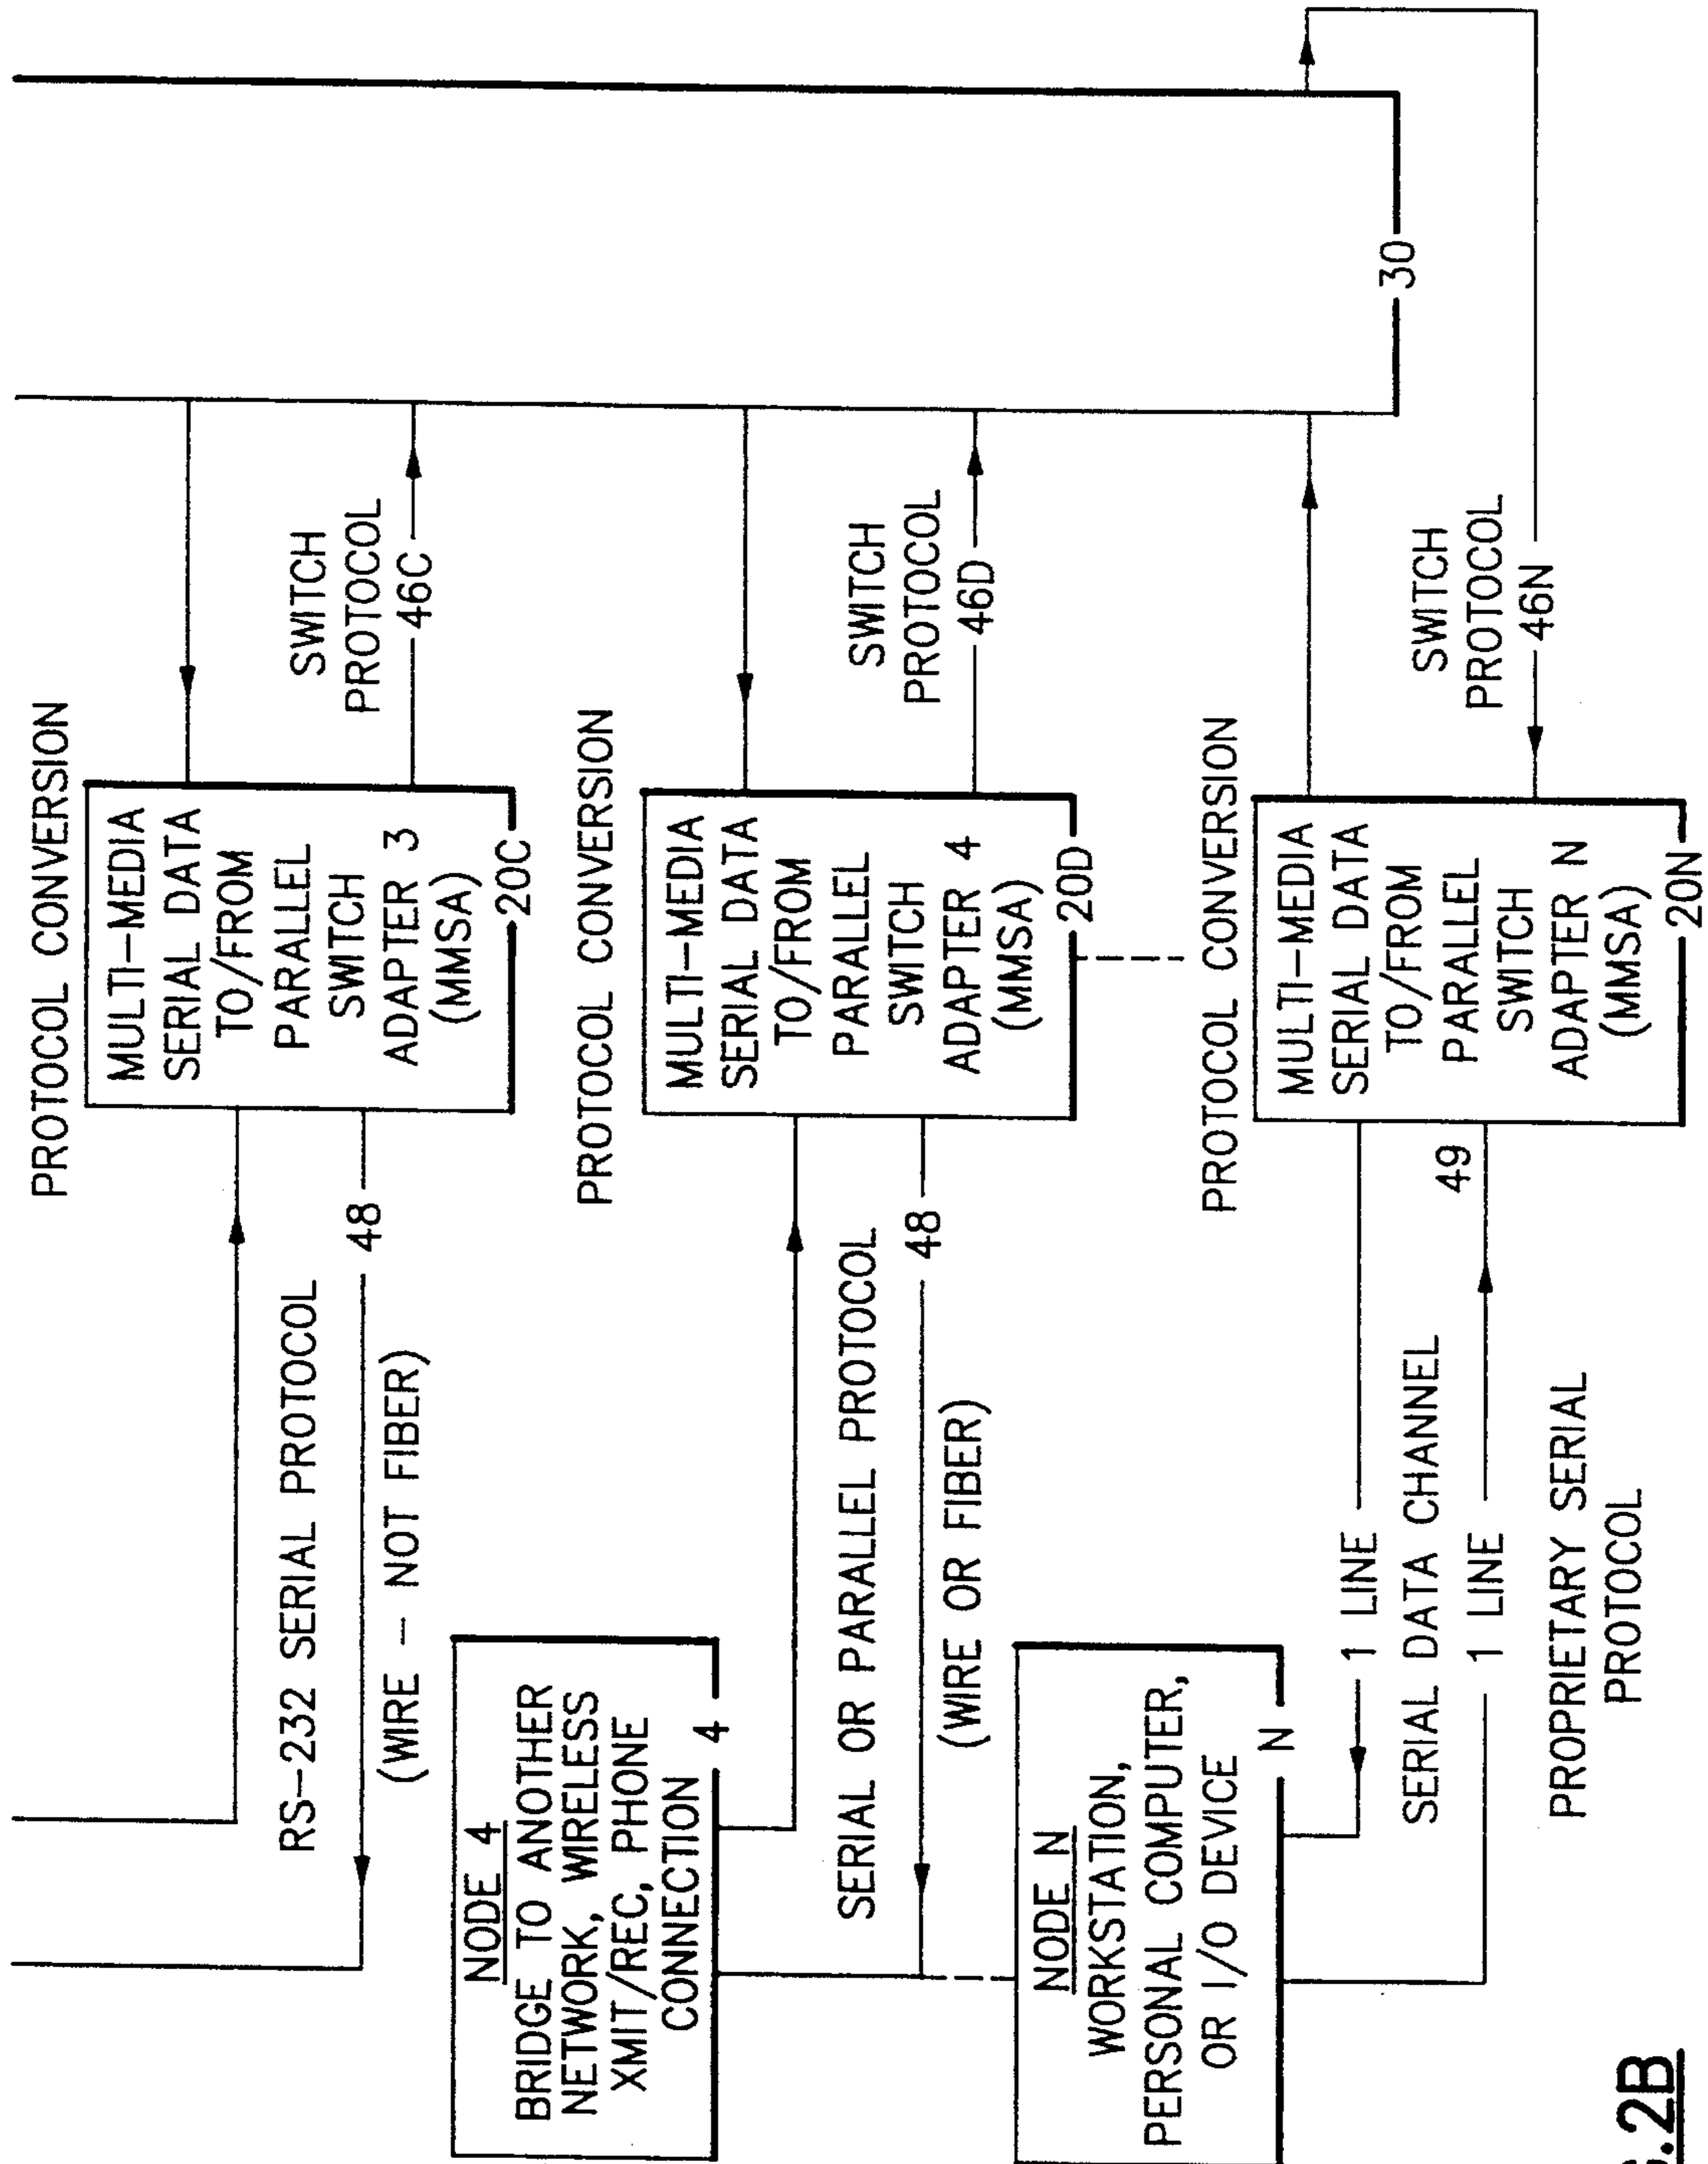 PROTOCOL CONVERSION
MULTI-MEDIA
SERIAL DATA
TO/FROM
PARALLEL
SWITCH
ADAPTER 3
(MMSA)
20C
SWITCH
PROTOCOL
46C
RS-232 SERIAL PROTOCOL
48
(WIRE - NOT FIBER)
NODE 4
BRIDGE TO ANOTHER
NETWORK, WIRELESS
XMIT/REC, PHONE
CONNECTION
4
SERIAL OR PARALLEL PROTOCOL
48
(WIRE OR FIBER)
PROTOCOL CONVERSION
MULTI-MEDIA
SERIAL DATA
TO/FROM
PARALLEL
SWITCH
ADAPTER 4
(MMSA)
20D
SWITCH
PROTOCOL
46D
NODE N
WORKSTATION,
PERSONAL COMPUTER,
OR I/O DEVICE
N
1 LINE
SERIAL DATA CHANNEL
1 LINE
49
PROPRIETARY SERIAL
PROTOCOL
PROTOCOL CONVERSION
MULTI-MEDIA
SERIAL DATA
TO/FROM
PARALLEL
SWITCH
ADAPTER N
(MMSA)
20N
SWITCH
PROTOCOL
46N
30
.2B